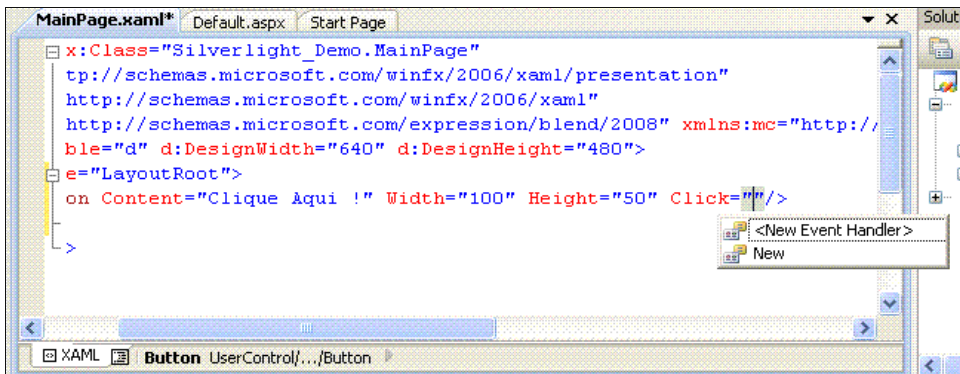 MainPage.xaml* Default.aspx Start Page Solut
x:Class="Silverlight_Demo.MainPage"
tp://schemas.microsoft.com/winfx/2006/xaml/presentation"
http://schemas.microsoft.com/winfx/2006/xaml"
http://schemas.microsoft.com/expression/blend/2008" xmlns:mc="http:/
ble="d" d:DesignWidth="640" d:DesignHeight="480">
e="LayoutRoot">
on Content="Clique Aqui !" Width="100" Height="50" Click=""/>
<New Event Handler>
New
>
XAML Button UserControl/.../Button